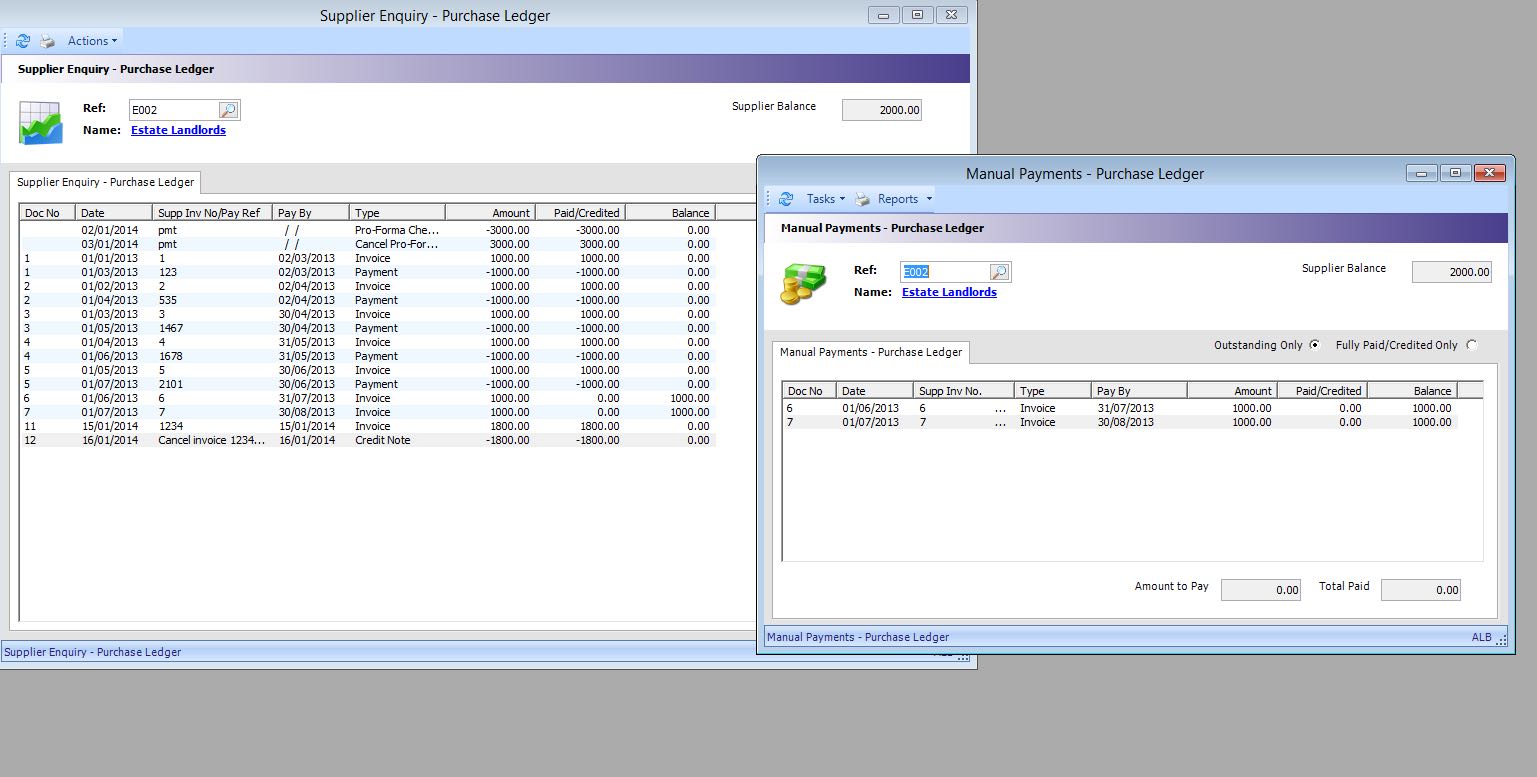 Supplier Enquiry - Purchase Ledger
Actions
Supplier Enquiry - Purchase Ledger
Ref: E002
Supplier Balance 2000.00
Name: Estate Landlords
Supplier Enquiry - Purchase Ledger
Doc No Date Supp Inv No/Pay Ref Pay By Type Amount Paid/Credited Balance
02/01/2014 pmt / / Pro-Forma Che... -3000.00 -3000.00 0.00
03/01/2014 pmt / / Cancel Pro-For... 3000.00 3000.00 0.00
1 01/01/2013 1 02/03/2013 Invoice 1000.00 1000.00 0.00
1 01/03/2013 123 02/03/2013 Payment -1000.00 -1000.00 0.00
2 01/02/2013 2 02/04/2013 Invoice 1000.00 1000.00 0.00
2 01/04/2013 535 02/04/2013 Payment -1000.00 -1000.00 0.00
3 01/03/2013 3 30/04/2013 Invoice 1000.00 1000.00 0.00
3 01/05/2013 1467 30/04/2013 Payment -1000.00 -1000.00 0.00
4 01/04/2013 4 31/05/2013 Invoice 1000.00 1000.00 0.00
4 01/06/2013 1678 31/05/2013 Payment -1000.00 -1000.00 0.00
5 01/05/2013 5 30/06/2013 Invoice 1000.00 1000.00 0.00
5 01/07/2013 2101 30/06/2013 Payment -1000.00 -1000.00 0.00
6 01/06/2013 6 31/07/2013 Invoice 1000.00 0.00 1000.00
7 01/07/2013 7 30/08/2013 Invoice 1000.00 0.00 1000.00
11 15/01/2014 1234 15/01/2014 Invoice 1800.00 1800.00 0.00
12 16/01/2014 Cancel invoice 1234... 16/01/2014 Credit Note -1800.00 -1800.00 0.00
Supplier Enquiry - Purchase Ledger
Manual Payments - Purchase Ledger
Tasks Reports
Manual Payments - Purchase Ledger
Ref: E002
Supplier Balance 2000.00
Name: Estate Landlords
Outstanding Only Fully Paid/Credited Only
Manual Payments - Purchase Ledger
Doc No Date Supp Inv No. Type Pay By Amount Paid/Credited Balance
6 01/06/2013 6 ... Invoice 31/07/2013 1000.00 0.00 1000.00
7 01/07/2013 7 ... Invoice 30/08/2013 1000.00 0.00 1000.00
Amount to Pay 0.00 Total Paid 0.00
Manual Payments - Purchase Ledger ALB